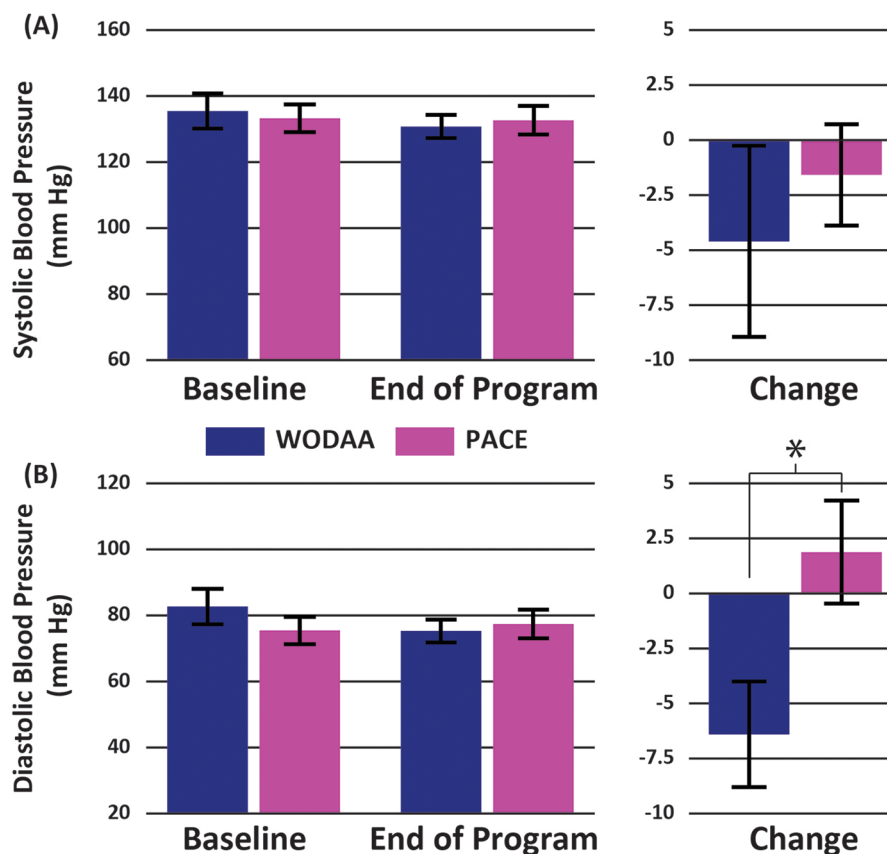 (A)
Systolic Blood Pressure
(mm Hg)
160
140
120
100
80
60
Baseline End of Program
5
2.5
0
-2.5
-5
-7.5
-10
Change
WODAA PACE
(B)
Diastolic Blood Pressure
(mm Hg)
120
100
80
60
40
20
Baseline End of Program
*
5
2.5
0
-2.5
-5
-7.5
-10
Change